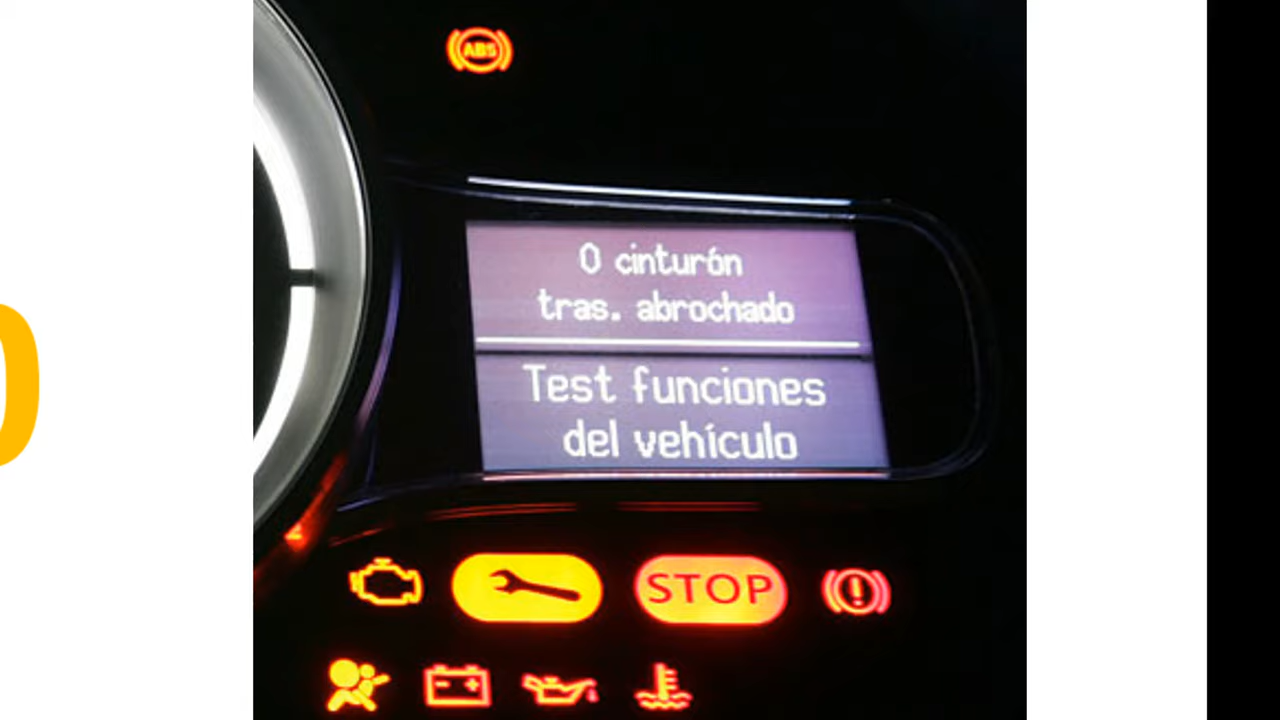 ABS
0 cinturón
tras. abrochado
Test funciones
del vehículo
STOP